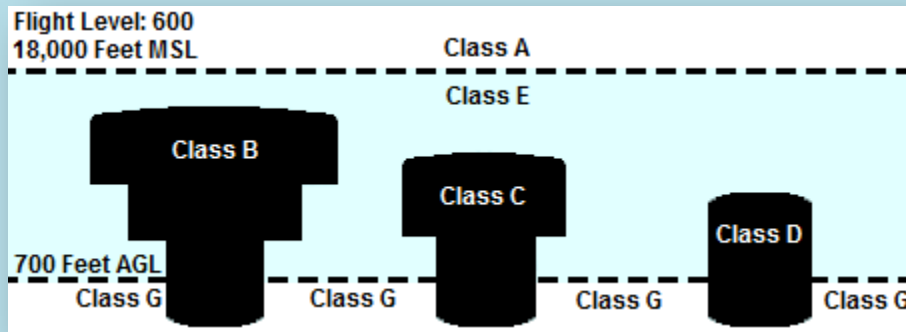 Flight Level: 600
18,000 Feet MSL
Class A
Class E
Class B
Class C
Class D
700 Feet AGL
Class G
Class G
Class G
Class G